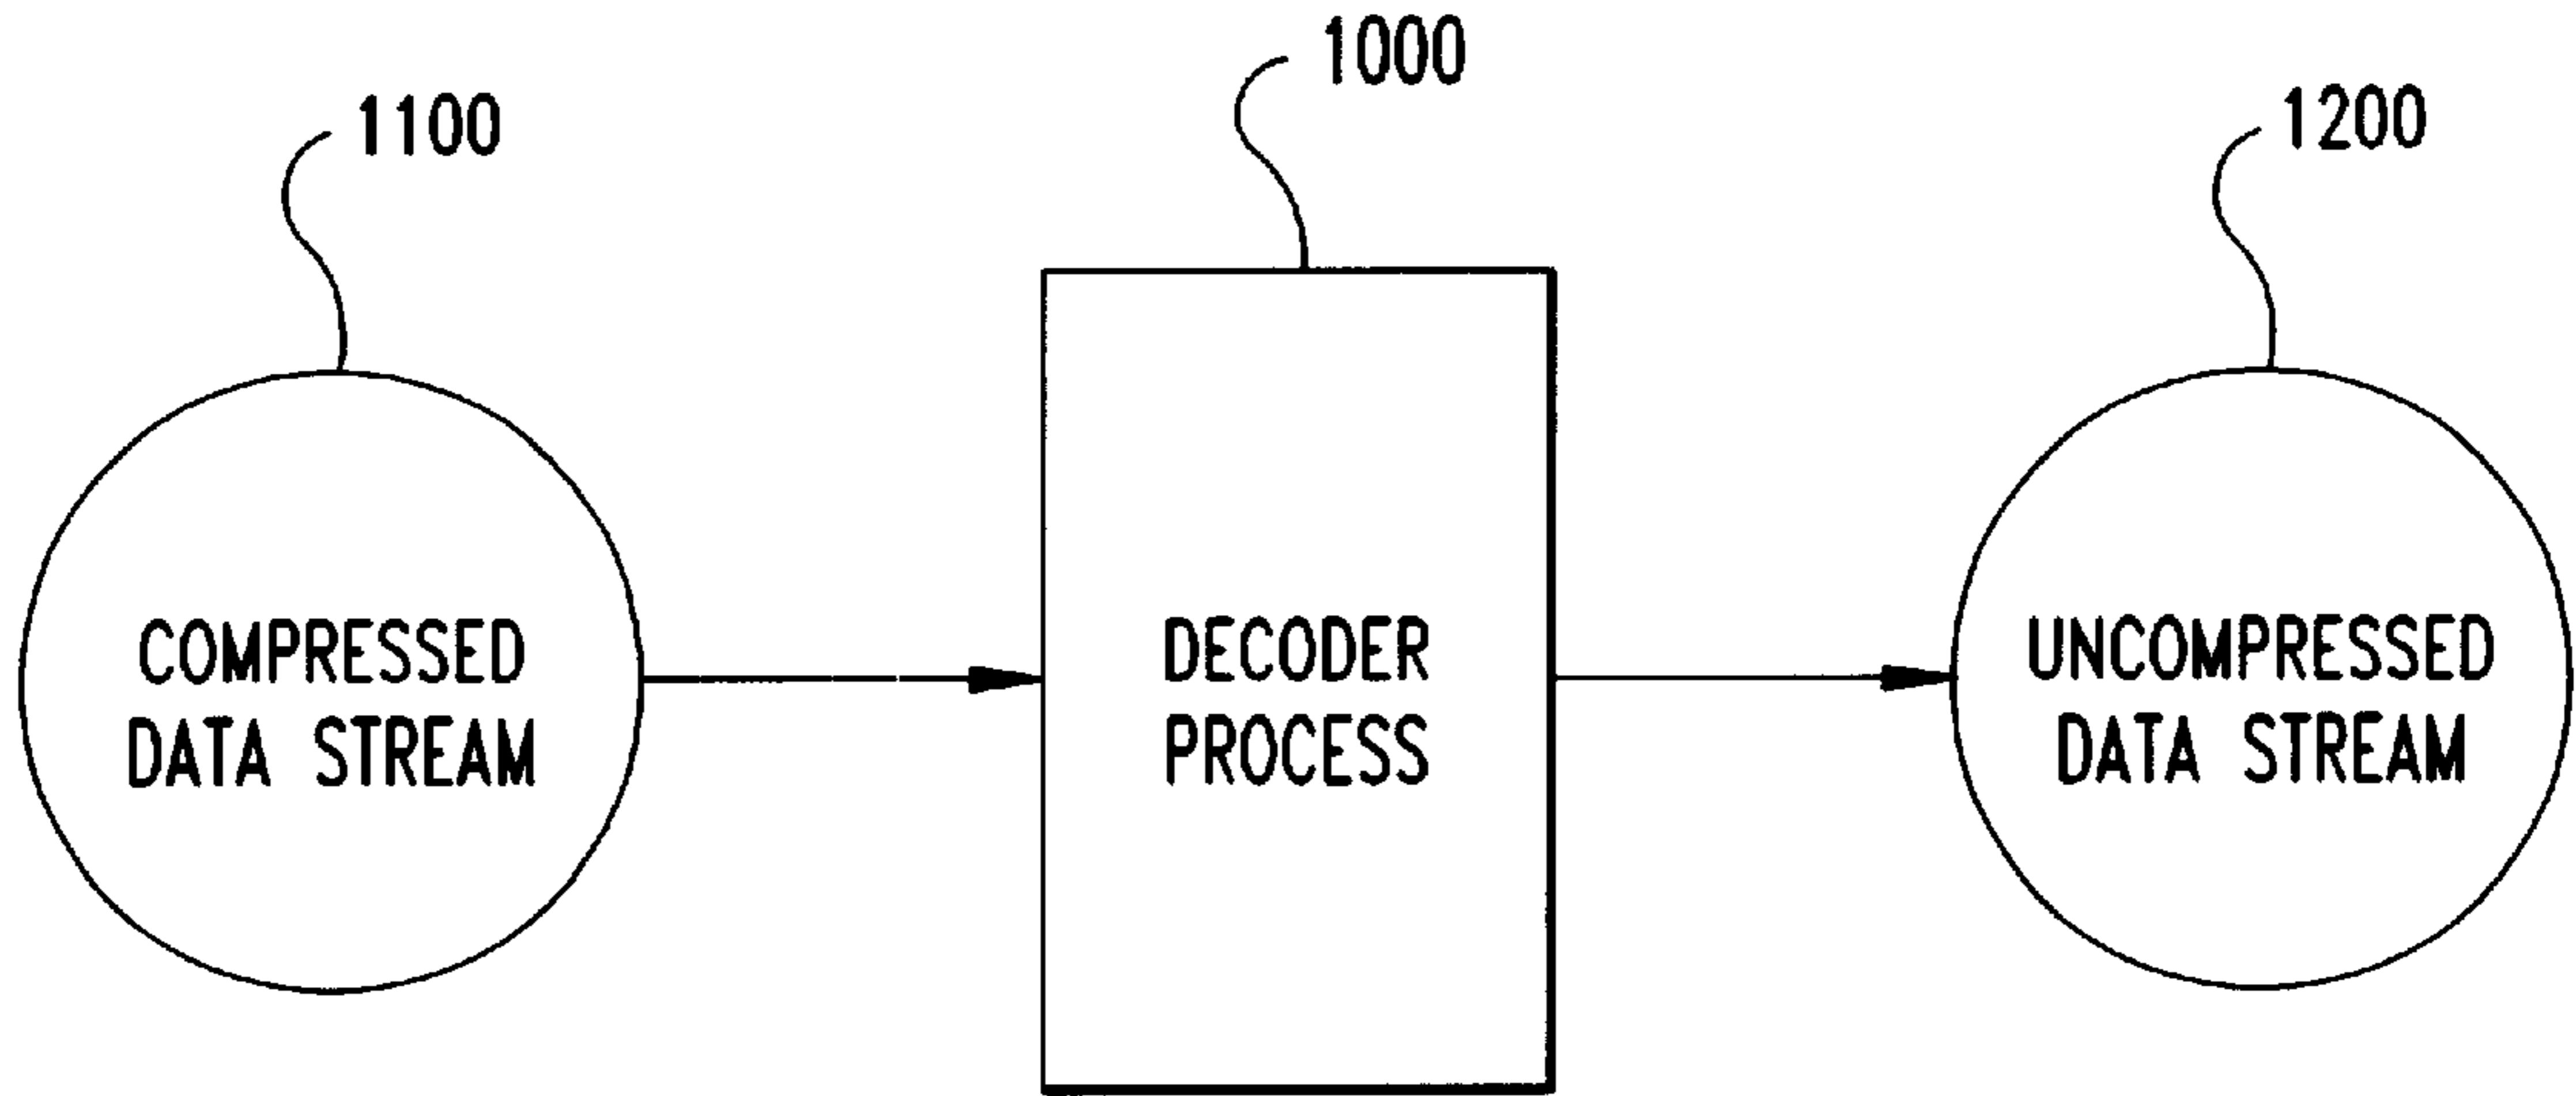 1100
1000
1200
COMPRESSED
DATA STREAM
DECODER
PROCESS
UNCOMPRESSED
DATA STREAM